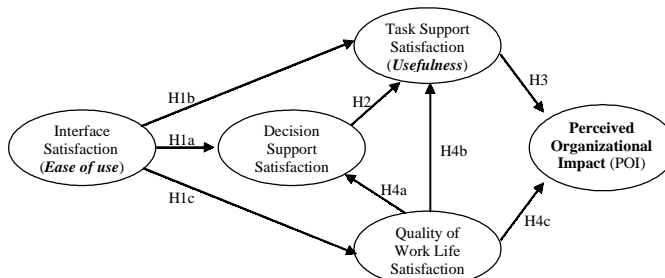 Task Support
Satisfaction
(Usefulness)
H1b
H2
H3
Interface
Satisfaction
(Ease of use)
H1a
Decision
Support
Satisfaction
H4b
Perceived
Organizational
Impact (POI)
H1c
H4a
Quality of
Work Life
Satisfaction
H4c